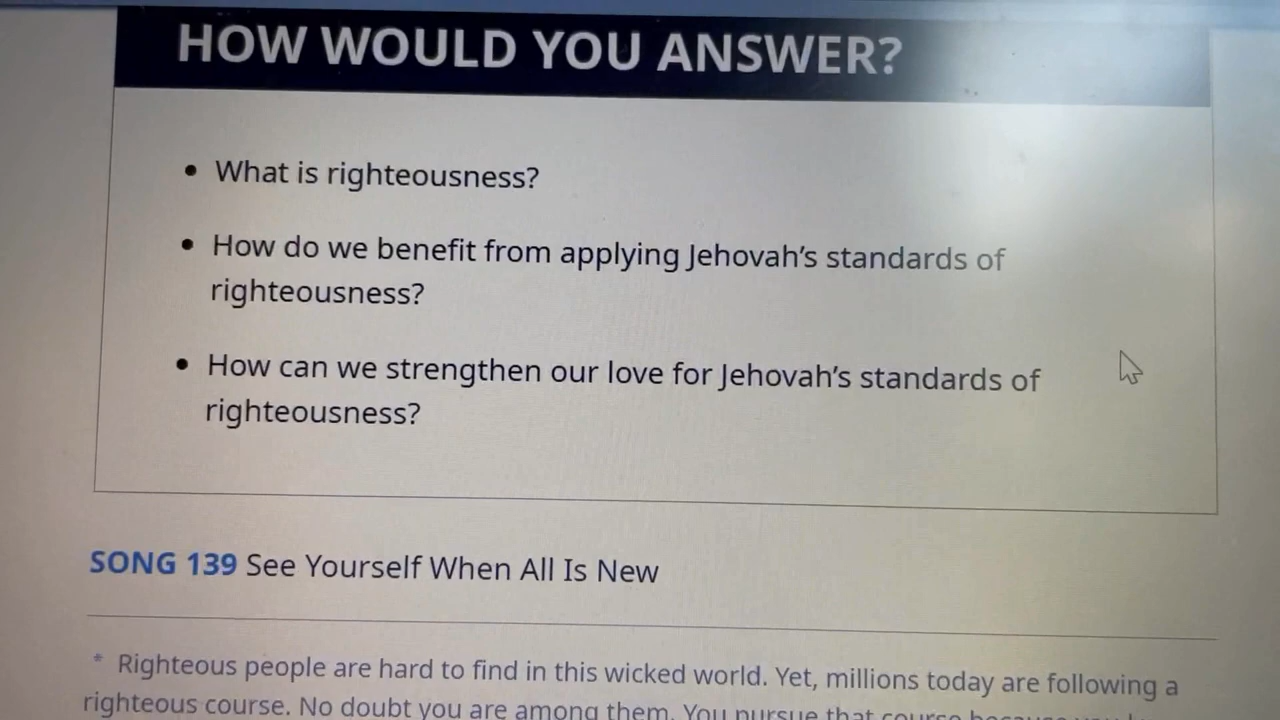 HOW WOULD YOU ANSWER?
• What is righteousness?
• How do we benefit from applying Jehovah's standards of
righteousness?
• How can we strengthen our love for Jehovah's standards of
righteousness?
SONG 139 See Yourself When All Is New
* Righteous people are hard to find in this wicked world. Yet, millions today are following a
righteous course. No doubt you are among them. You pursue that course because